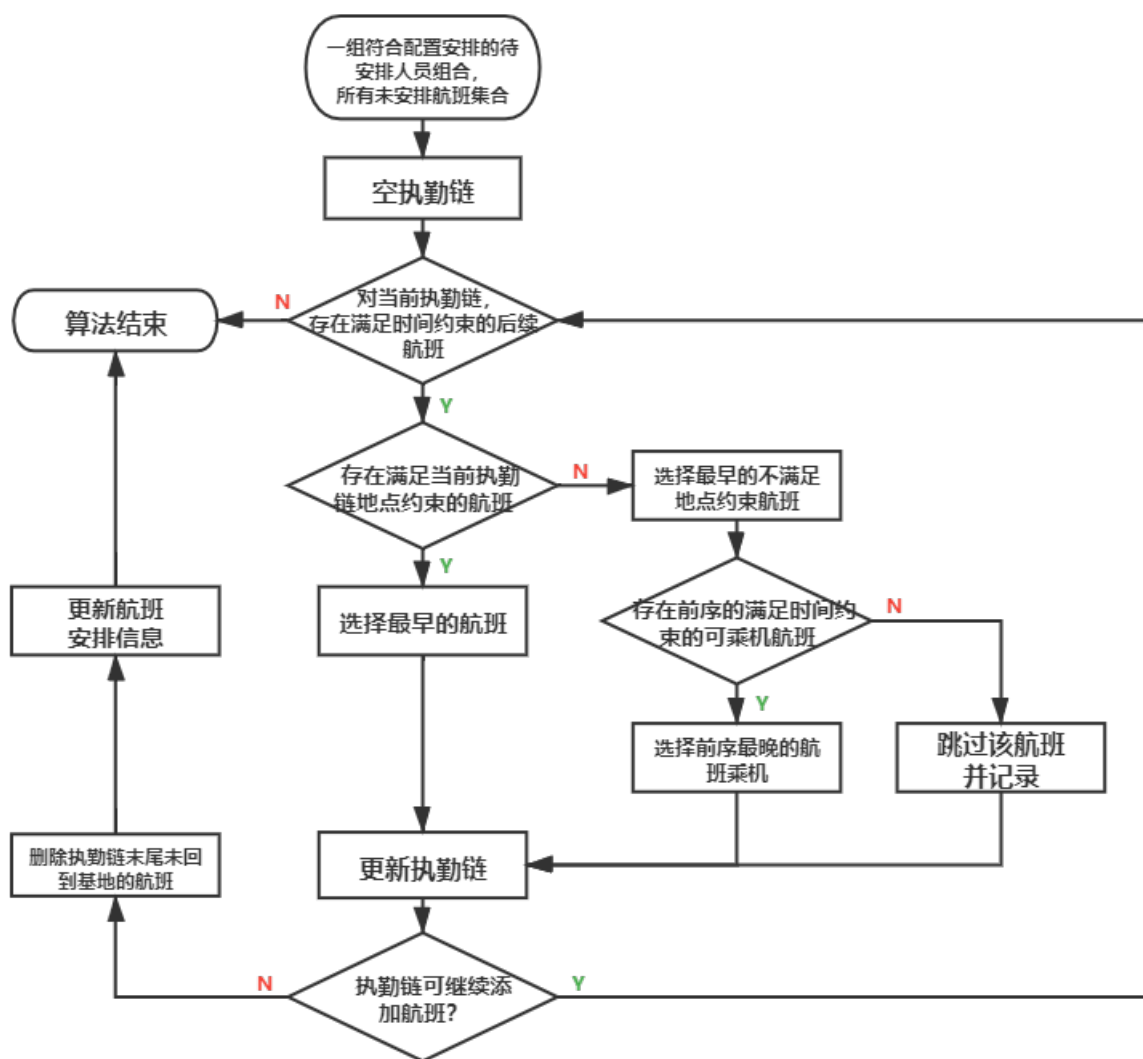 一组符合配置安排的待
安排人员组合,
所有未安排航班集合
空执勤链
对当前执勤链,
存在满足时间约束的后续
航班
N
算法结束
Y
存在满足当前执勤
链地点约束的航班
N
选择最早的不满足
地点约束航班
Y
选择最早的航班
存在前序的满足时间约
束的可乘机航班
N
更新航班
安排信息
Y
选择前序最晚的航
班乘机
跳过该航班
并记录
更新执勤链
删除执勤链末尾未回
到基地的航班
执勤链可继续添
加航班?
N
Y